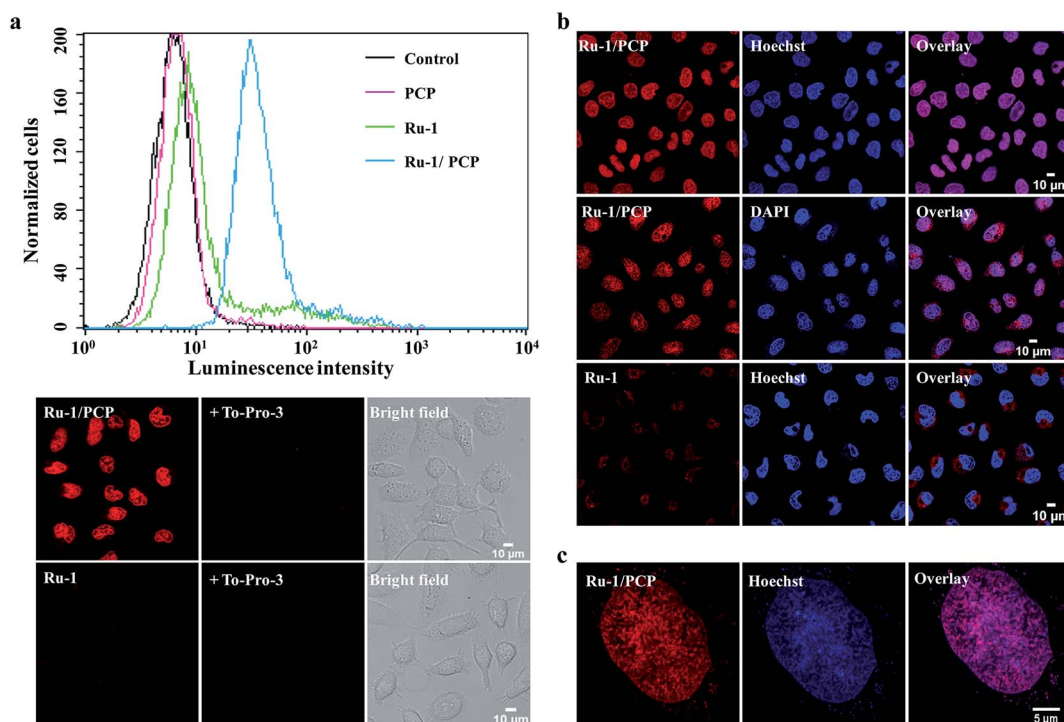 a
200
160
120
80
40
0
Normalized cells
Control
PCP
Ru-1
Ru-1/ PCP
10⁰ 10¹ 10² 10³ 10⁴
Luminescence intensity
Ru-1/PCP + To-Pro-3 Bright field
10 µm
Ru-1 + To-Pro-3 Bright field
10 µm
b
Ru-1/PCP Hoechst Overlay
10 µm
Ru-1/PCP DAPI Overlay
10 µm
Ru-1 Hoechst Overlay
10 µm
c
Ru-1/PCP Hoechst Overlay
5 µm